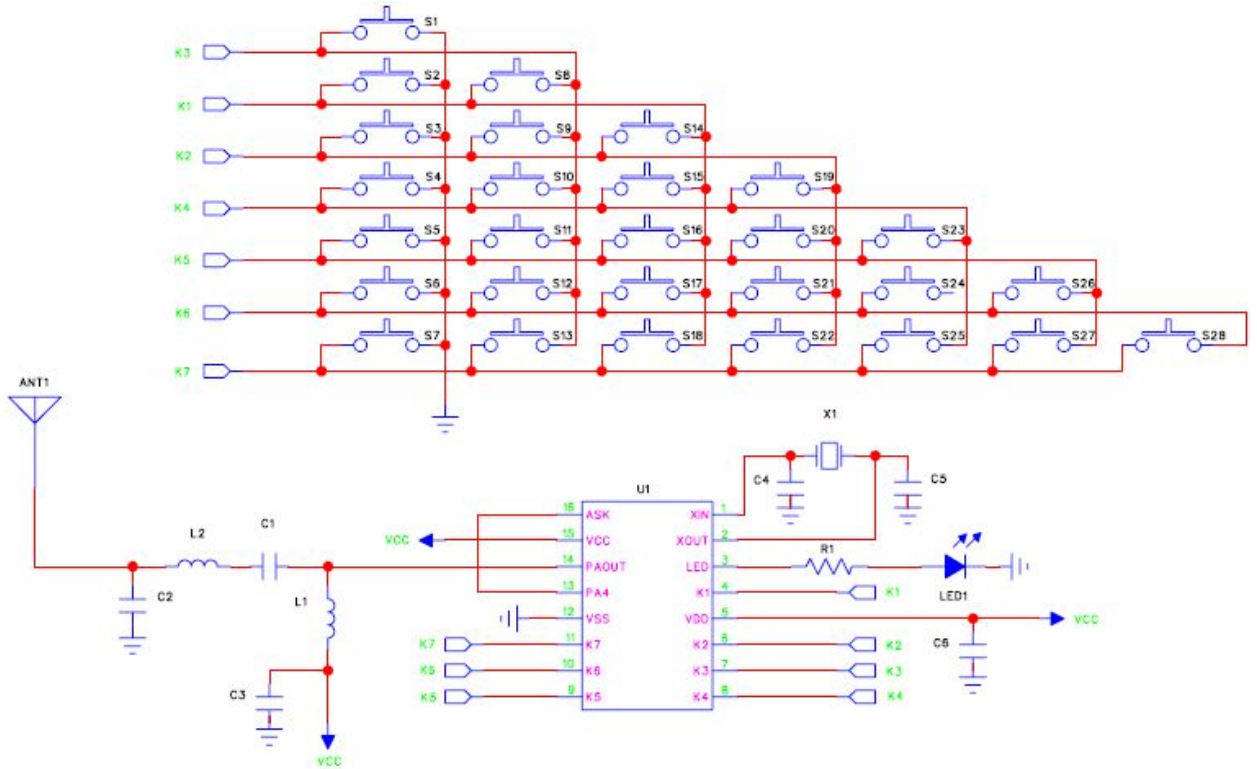 S1
K3
S2 S8
K1
S3 S9 S14
K2
S4 S10 S15 S19
K4
S5 S11 S16 S20 S23
K5
S6 S12 S17 S21 S24 S26
K6
S7 S13 S18 S22 S25 S27 S28
K7
ANT1
X1
C4 C5
U1
16 ASK XIN 1
VCC 15 VCC XOUT 2
L2 C1 14 PAOUT LED 3 R1 LED1
C2 L1 13 PA4 K1 4 K1
12 VSS VDD 5 VCC
K7 11 K7 K2 6 K2 C6
K6 10 K6 K3 7 K3
C3 K5 9 K5 K4 8 K4
VCC